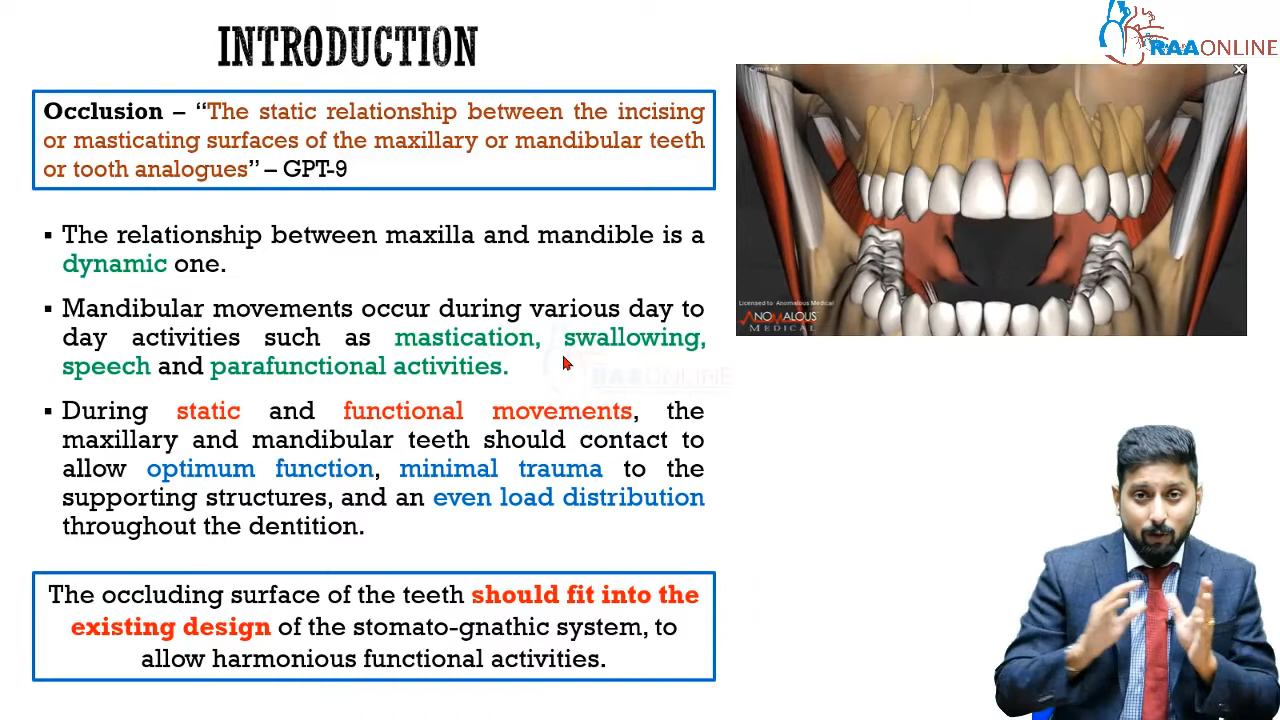 INTRODUCTION
RAAONLINE
Occlusion – “The static relationship between the incising
or masticating surfaces of the maxillary or mandibular teeth
or tooth analogues” – GPT-9
▪ The relationship between maxilla and mandible is a
dynamic one.
▪ Mandibular movements occur during various day to
day activities such as mastication, swallowing,
speech and parafunctional activities.
RAAONLINE
▪ During static and functional movements, the
maxillary and mandibular teeth should contact to
allow optimum function, minimal trauma to the
supporting structures, and an even load distribution
throughout the dentition.
The occluding surface of the teeth should fit into the
existing design of the stomato-gnathic system, to
allow harmonious functional activities.
Licensed to Anomalous Medical
ANOMALOUS
MEDICAL